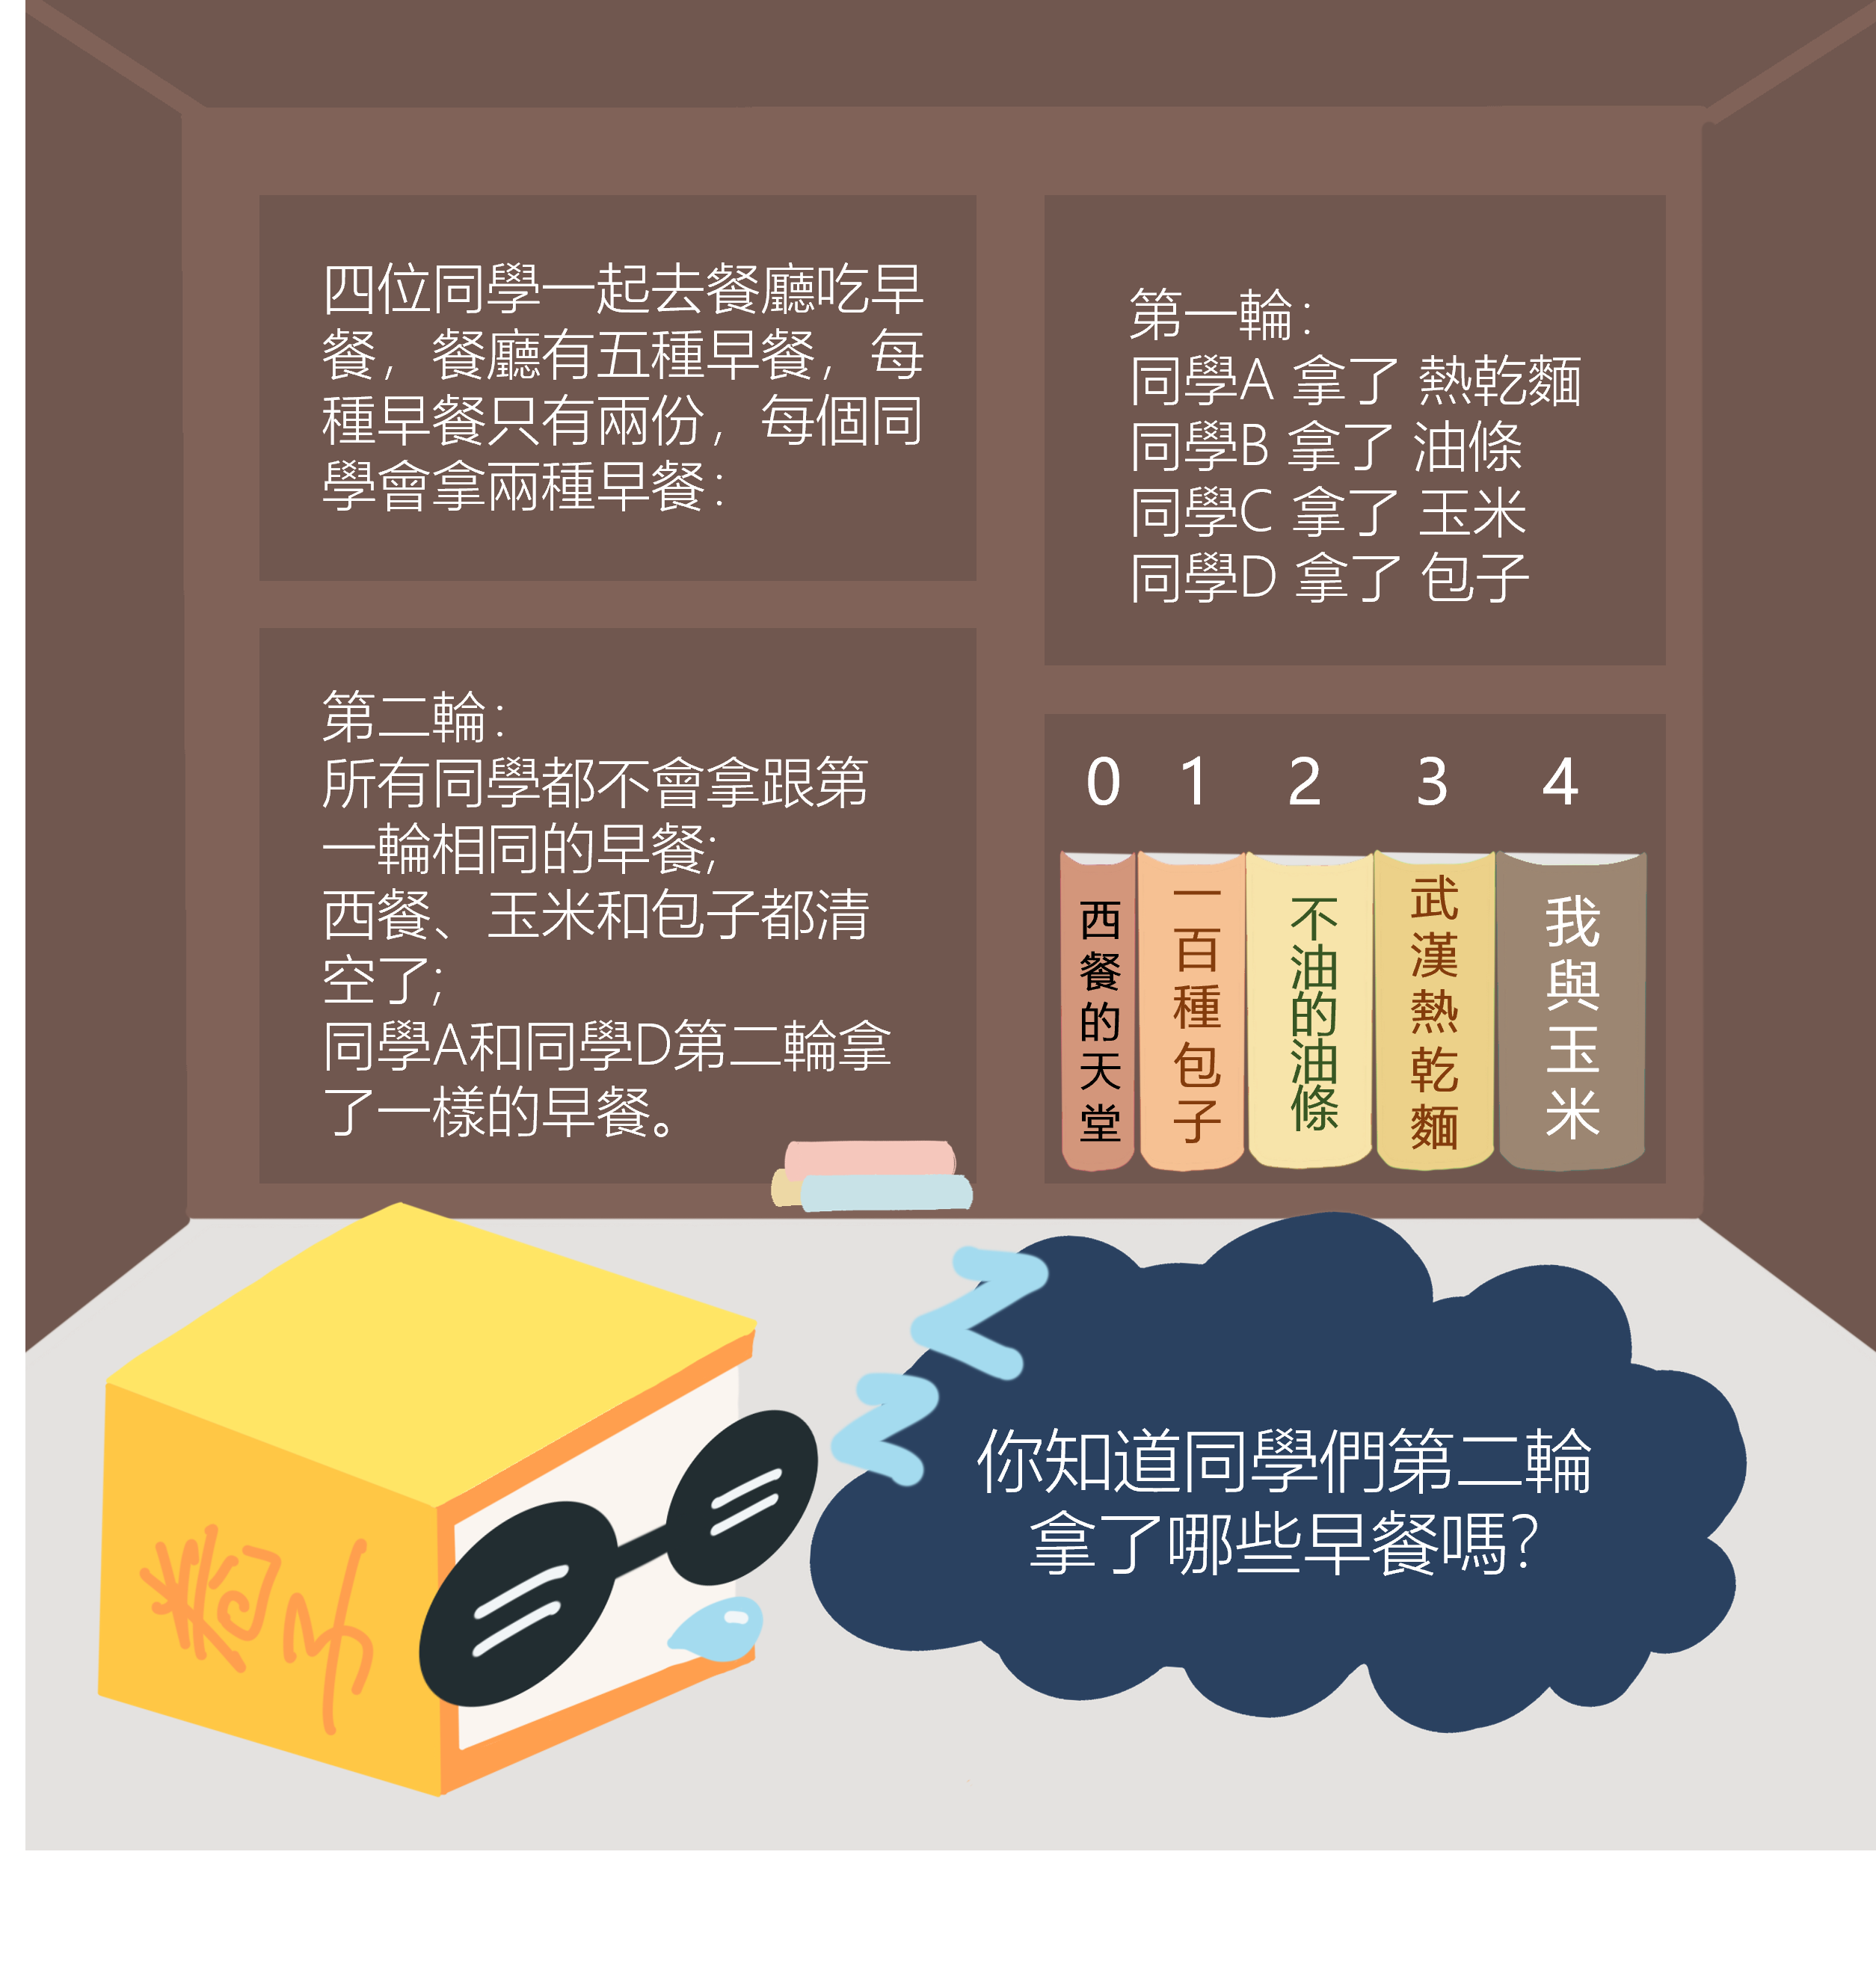 四位同學一起去餐廳吃早
餐，餐廳有五種早餐，每
種早餐只有兩份，每個同
學會拿兩種早餐：
第一輪：
同學A 拿了 熱乾麵
同學B 拿了 油條
同學C 拿了 玉米
同學D 拿了 包子
第二輪：
所有同學都不會拿跟第
一輪相同的早餐;
西餐、玉米和包子都清
空了;
同學A和同學D第二輪拿
了一樣的早餐。
0 1 2 3 4
西餐的天堂
一百種包子
不油的油條
武漢熱乾麵
我與玉米
你知道同學們第二輪
拿了哪些早餐嗎？